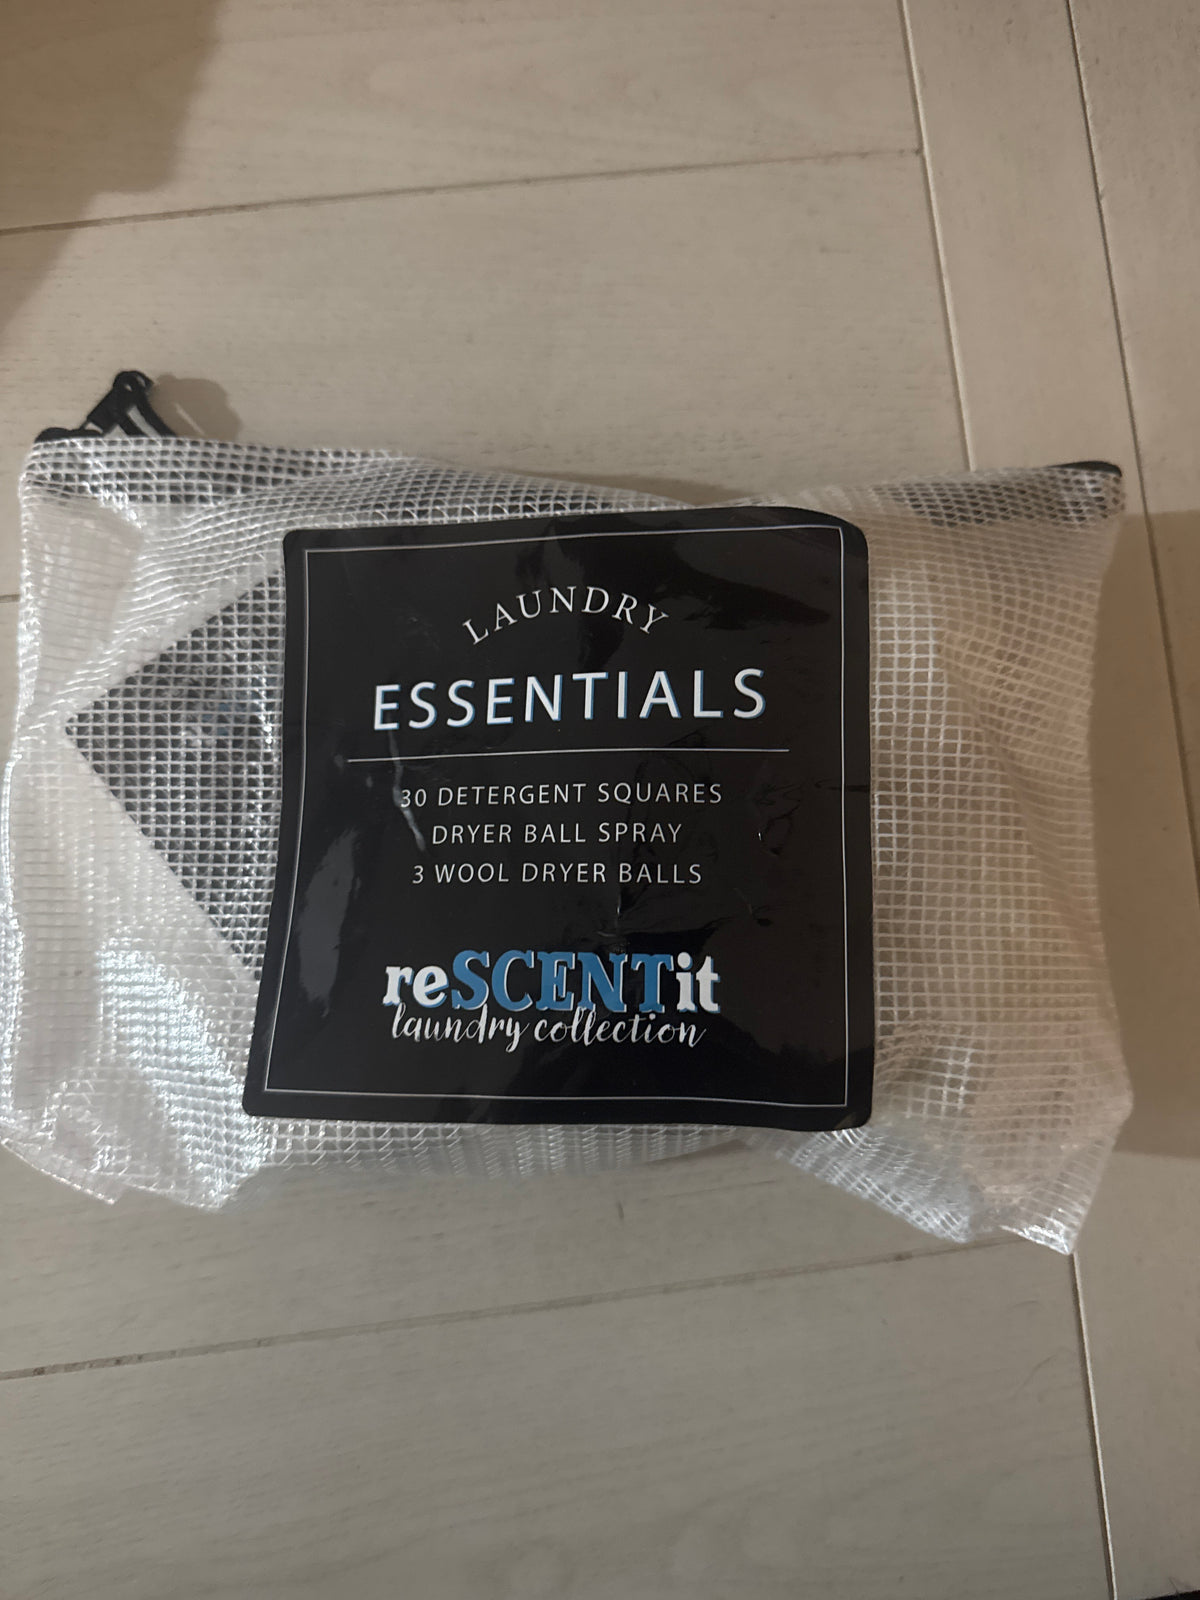 LAUNDRY
ESSENTIALS
30 DETERGENT SQUARES
DRYER BALL SPRAY
3 WOOL DRYER BALLS
reSCENTit
laundry collection